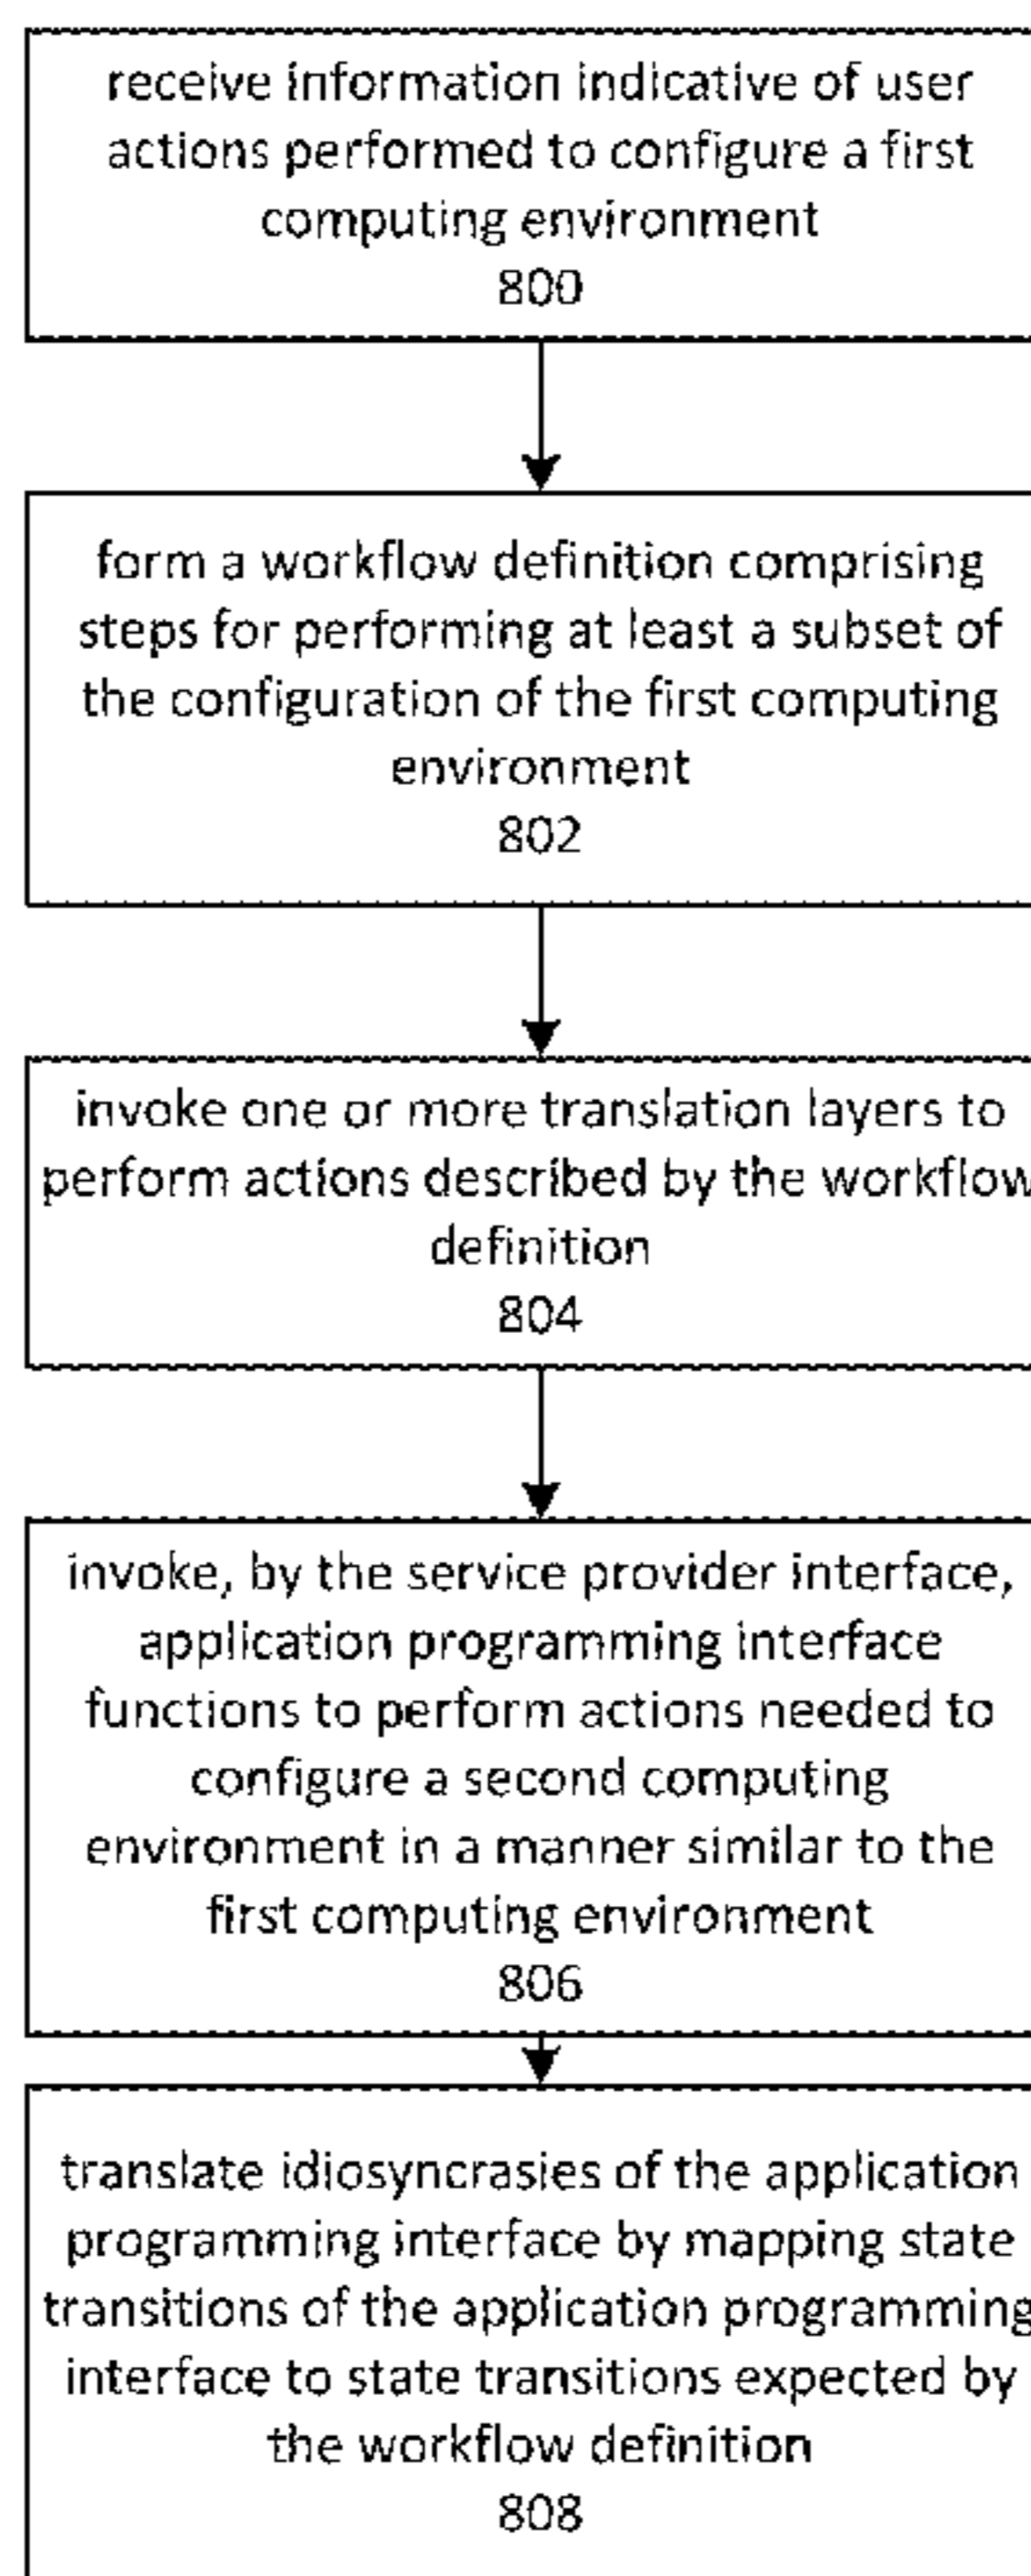 receive information indicative of user
actions performed to configure a first
computing environment
800
form a workflow definition comprising
steps for performing at least a subset of
the configuration of the first computing
environment
802
invoke one or more translation layers to
perform actions described by the workflow
definition
804
invoke, by the service provider interface,
application programming interface
functions to perform actions needed to
configure a second computing
environment in a manner similar to the
first computing environment
806
translate idiosyncrasies of the application
programming interface by mapping state
transitions of the application programming
interface to state transitions expected by
the workflow definition
808